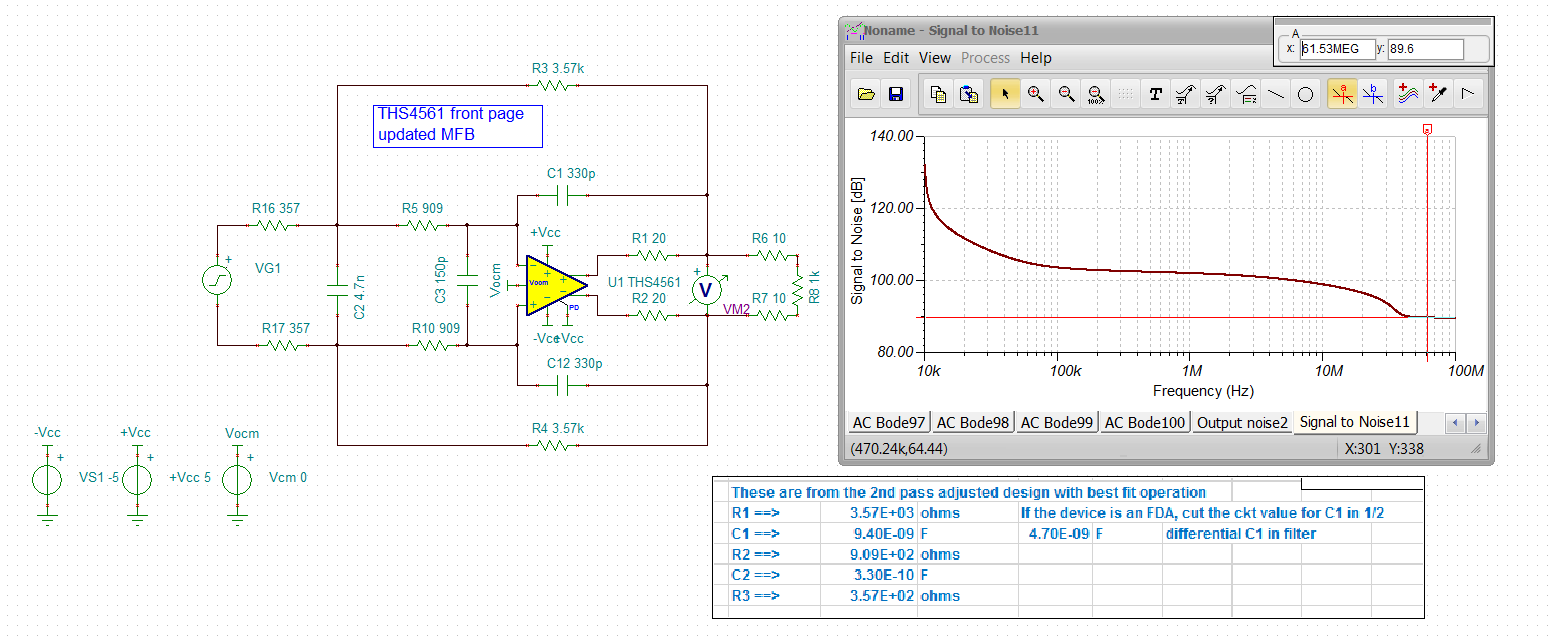 R3 3.57k
THS4561 front page
updated MFB
C1 330p
R16 357
R5 909
+Vcc
R1 20
R6 10
VG1
C2 4.7n
C3 150p
Vocm
Vocm
U1 THS4561
V
VM2
R8 1k
R2 20
R7 10
PD
R17 357
R10 909
-Vcc
+Vcc
C12 330p
R4 3.57k
-Vcc
+Vcc
Vocm
VS1 -5
+Vcc 5
Vcm 0
Noname - Signal to Noise11
A
x: 61.53MEG y: 89.6
File Edit View Process Help
100%
T
a
b
a
140.00
120.00
100.00
80.00
Signal to Noise [dB]
10k 100k 1M 10M 100M
Frequency (Hz)
AC Bode97 AC Bode98 AC Bode99 AC Bode100 Output noise2 Signal to Noise11
(470.24k,64.44) X:301 Y:338
These are from the 2nd pass adjusted design with best fit operation
R1 ==> 3.57E+03 ohms If the device is an FDA, cut the ckt value for C1 in 1/2
C1 ==> 9.40E-09 F 4.70E-09 F differential C1 in filter
R2 ==> 9.09E+02 ohms
C2 ==> 3.30E-10 F
R3 ==> 3.57E+02 ohms